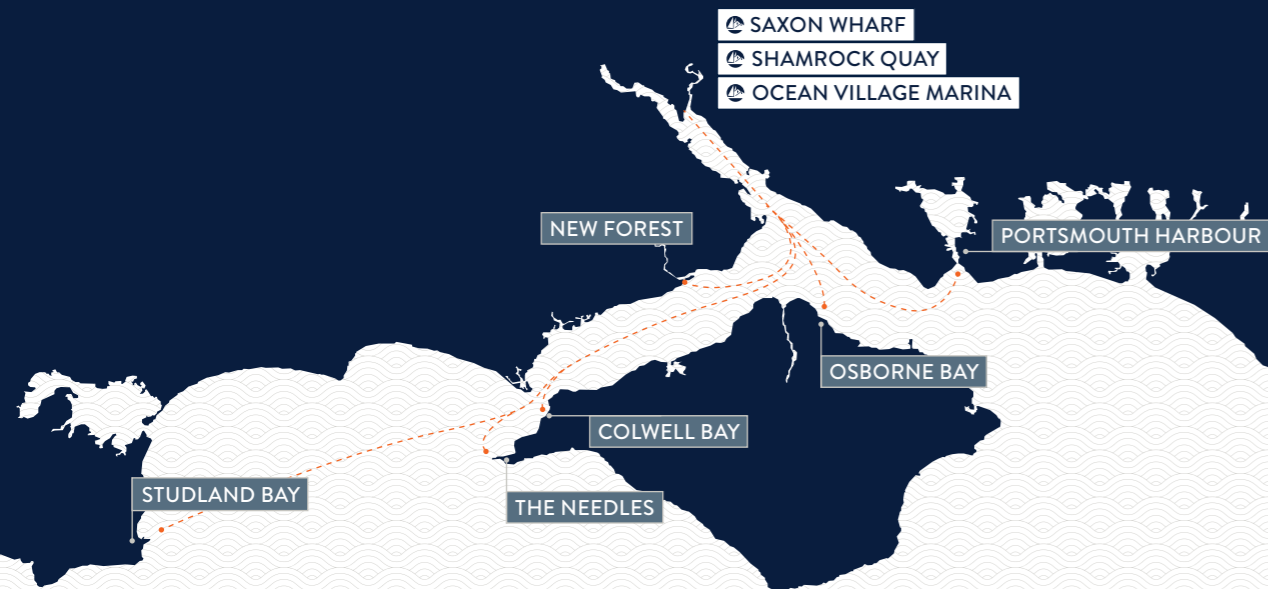 SAXON WHARF
SHAMROCK QUAY
OCEAN VILLAGE MARINA
NEW FOREST
PORTSMOUTH HARBOUR
OSBORNE BAY
COLWELL BAY
STUDLAND BAY
THE NEEDLES